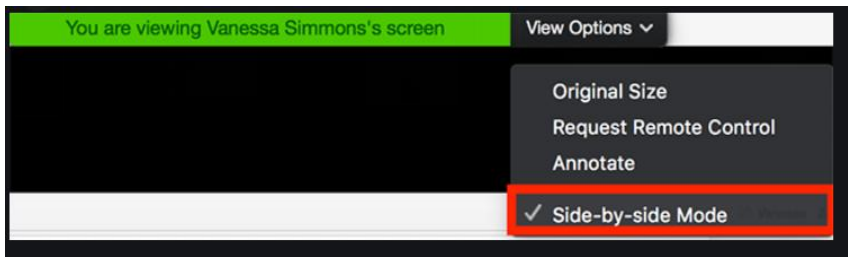 You are viewing Vanessa Simmons's screen View Options
Original Size
Request Remote Control
Annotate
✓ Side-by-side Mode